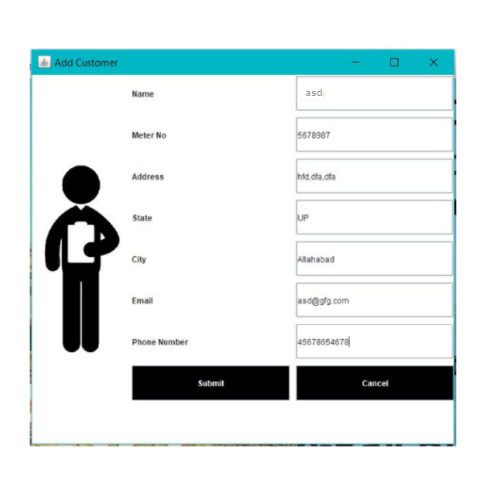 Add Customer
Name asd
Meter No 5678987
Address hfd,dfa,dfa
State UP
City Allahabad
Email asd@gfg.com
Phone Number 45678654678
Submit Cancel